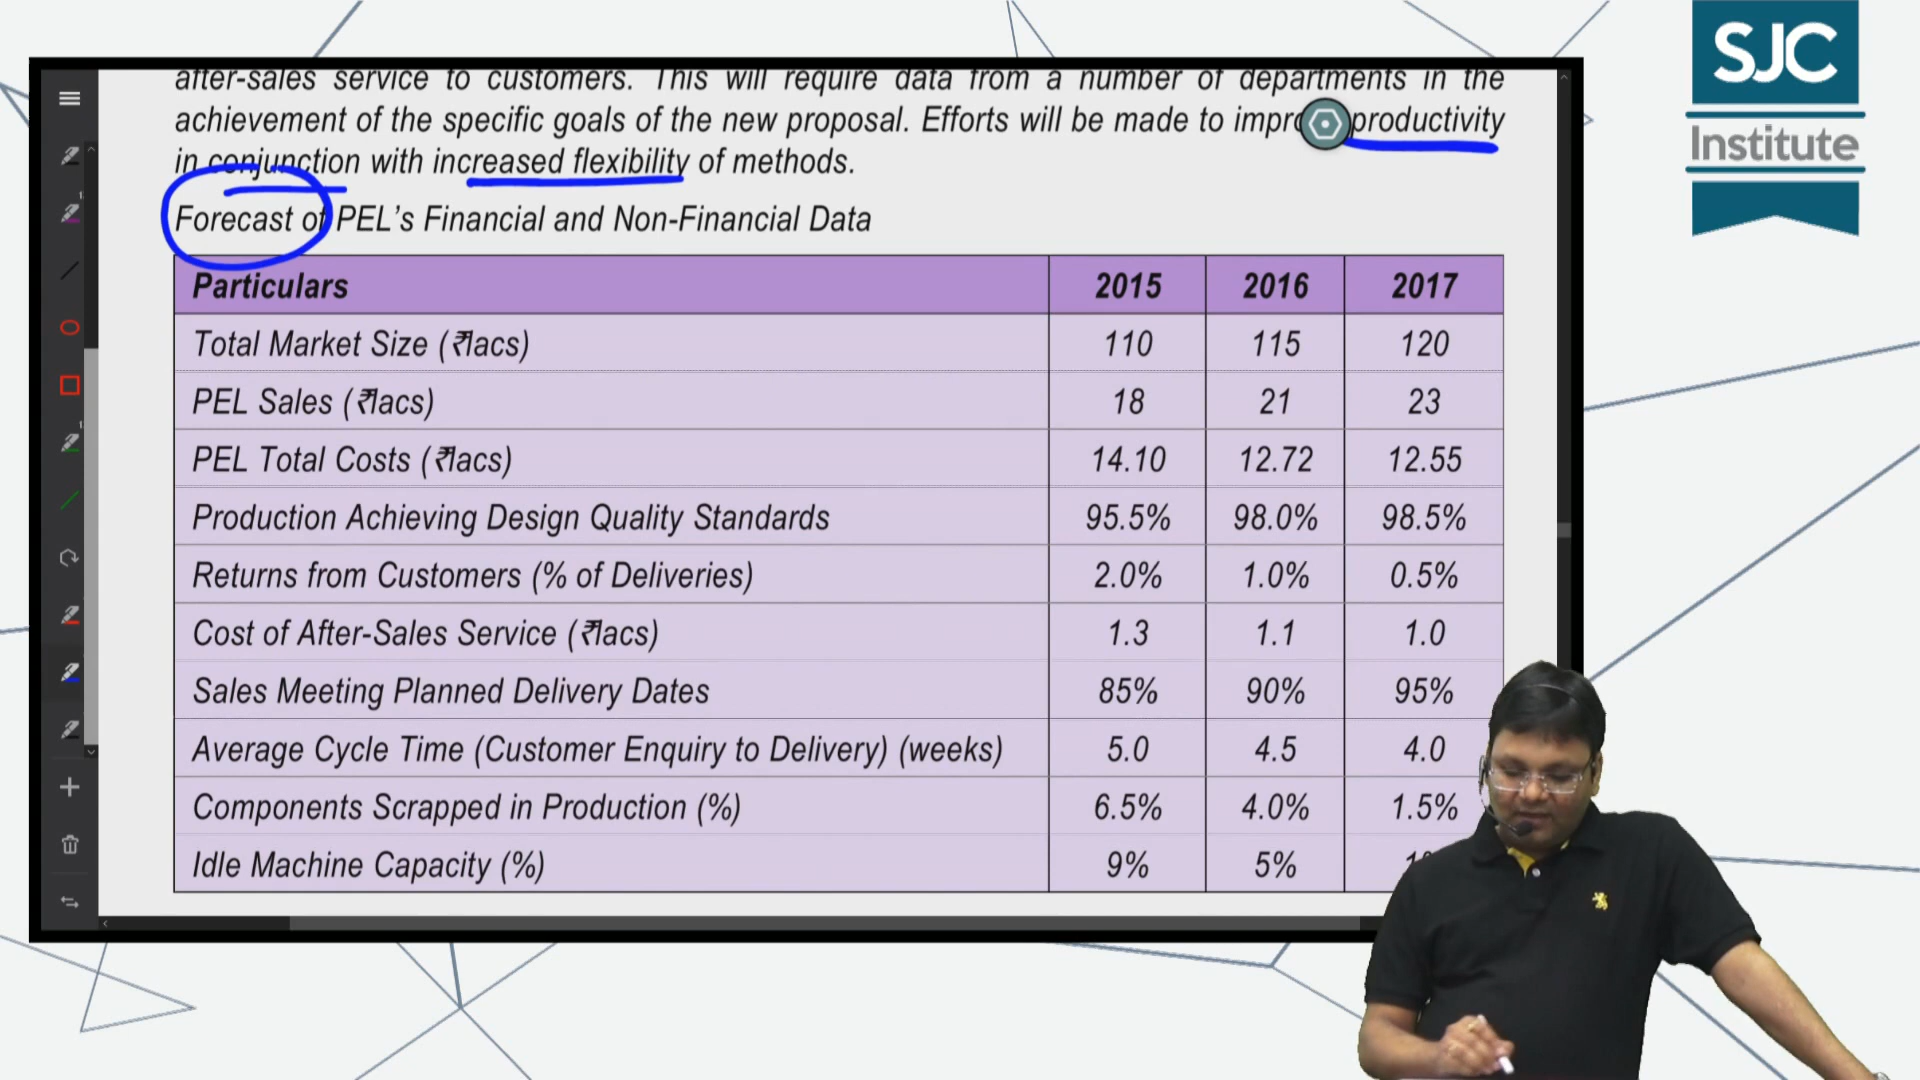 SJC
Institute
after-sales service to customers. This will require data from a number of departments in the
achievement of the specific goals of the new proposal. Efforts will be made to productivity
in conjunction with increased flexibility of methods.
Forecast of PEL's Financial and Non-Financial Data
Particulars 2015 2016 2017
Total Market Size (₹lacs) 110 115 120
PEL Sales (₹lacs) 18 21 23
PEL Total Costs (₹lacs) 14.10 12.72 12.55
Production Achieving Design Quality Standards 95.5% 98.0% 98.5%
Returns from Customers (% of Deliveries) 2.0% 1.0% 0.5%
Cost of After-Sales Service (₹lacs) 1.3 1.1 1.0
Sales Meeting Planned Delivery Dates 85% 90% 95%
Average Cycle Time (Customer Enquiry to Delivery) (weeks) 5.0 4.5 4.0
Components Scrapped in Production (%) 6.5% 4.0% 1.5%
Idle Machine Capacity (%) 9% 5%